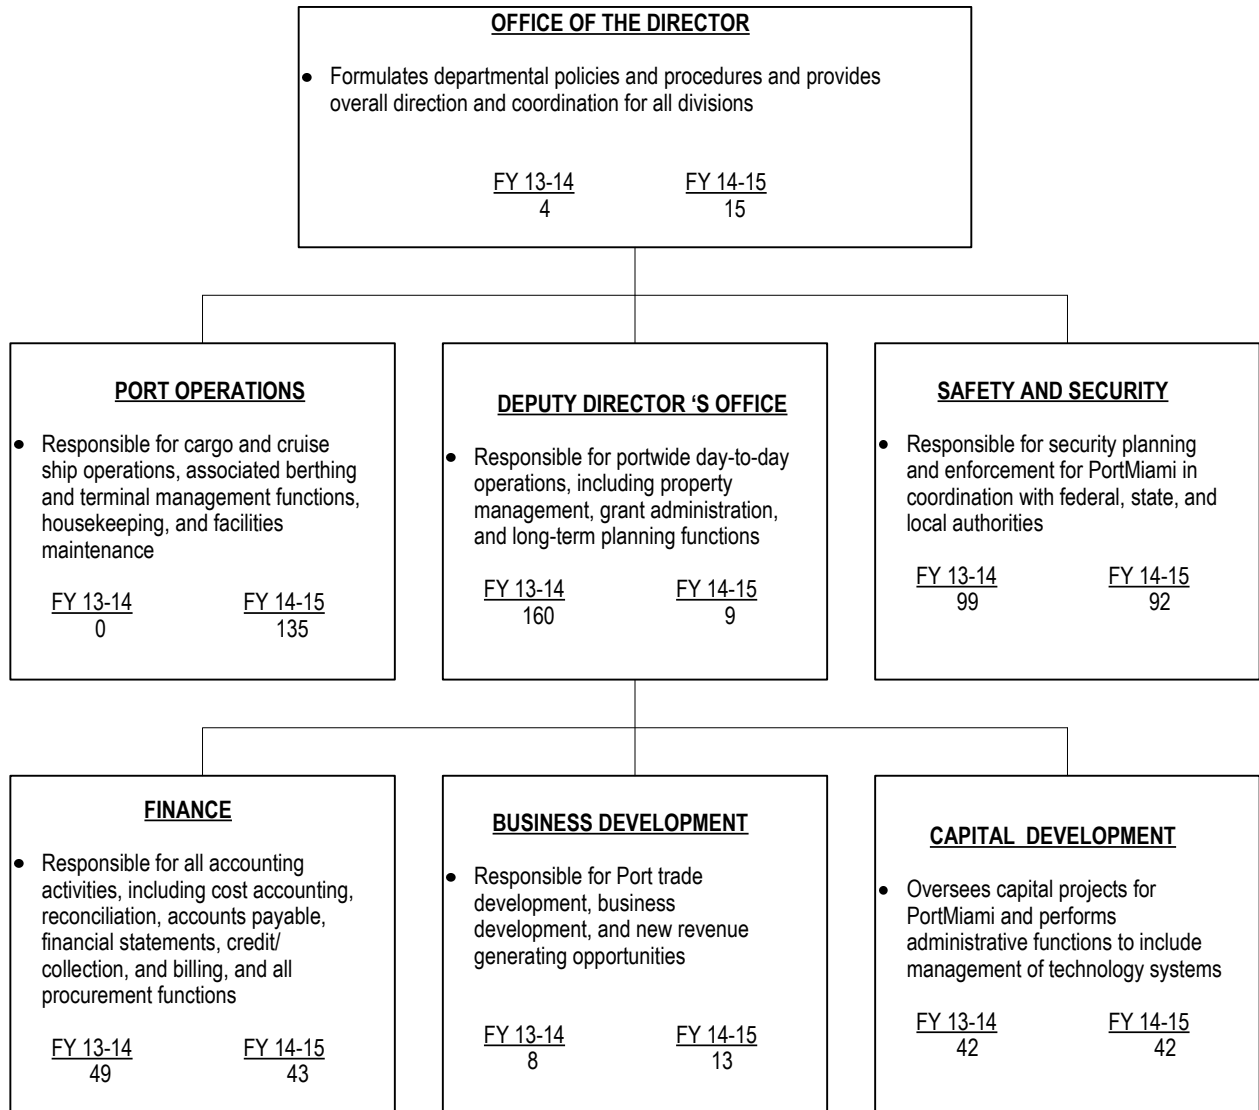 OFFICE OF THE DIRECTOR
● Formulates departmental policies and procedures and provides
overall direction and coordination for all divisions
FY 13-14 FY 14-15
4 15
PORT OPERATIONS
● Responsible for cargo and cruise
ship operations, associated berthing
and terminal management functions,
housekeeping, and facilities
maintenance
FY 13-14 FY 14-15
0 135
DEPUTY DIRECTOR ‘S OFFICE
● Responsible for portwide day-to-day
operations, including property
management, grant administration,
and long-term planning functions
FY 13-14 FY 14-15
160 9
SAFETY AND SECURITY
● Responsible for security planning
and enforcement for PortMiami in
coordination with federal, state, and
local authorities
FY 13-14 FY 14-15
99 92
FINANCE
● Responsible for all accounting
activities, including cost accounting,
reconciliation, accounts payable,
financial statements, credit/
collection, and billing, and all
procurement functions
FY 13-14 FY 14-15
49 43
BUSINESS DEVELOPMENT
● Responsible for Port trade
development, business
development, and new revenue
generating opportunities
FY 13-14 FY 14-15
8 13
CAPITAL DEVELOPMENT
● Oversees capital projects for
PortMiami and performs
administrative functions to include
management of technology systems
FY 13-14 FY 14-15
42 42